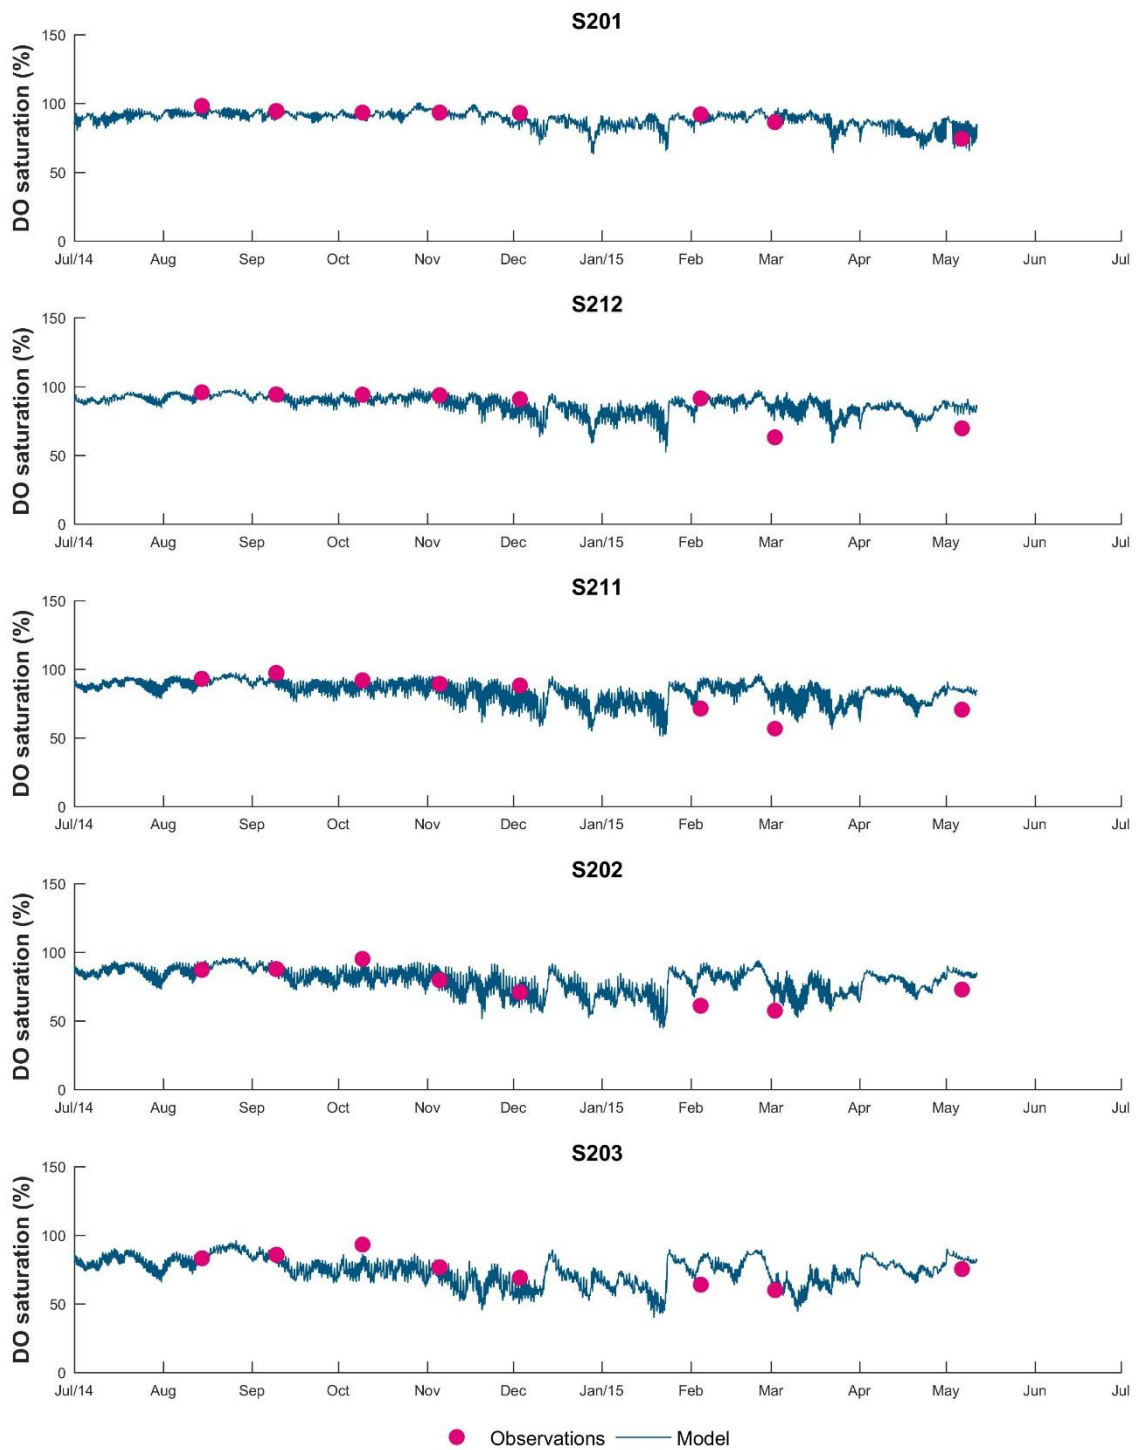 S201
DO saturation (%)
150
100
50
0
Jul/14 Aug Sep Oct Nov Dec Jan/15 Feb Mar Apr May Jun Jul
S212
DO saturation (%)
150
100
50
0
Jul/14 Aug Sep Oct Nov Dec Jan/15 Feb Mar Apr May Jun Jul
S211
DO saturation (%)
150
100
50
0
Jul/14 Aug Sep Oct Nov Dec Jan/15 Feb Mar Apr May Jun Jul
S202
DO saturation (%)
150
100
50
0
Jul/14 Aug Sep Oct Nov Dec Jan/15 Feb Mar Apr May Jun Jul
S203
DO saturation (%)
150
100
50
0
Jul/14 Aug Sep Oct Nov Dec Jan/15 Feb Mar Apr May Jun Jul
Observations Model